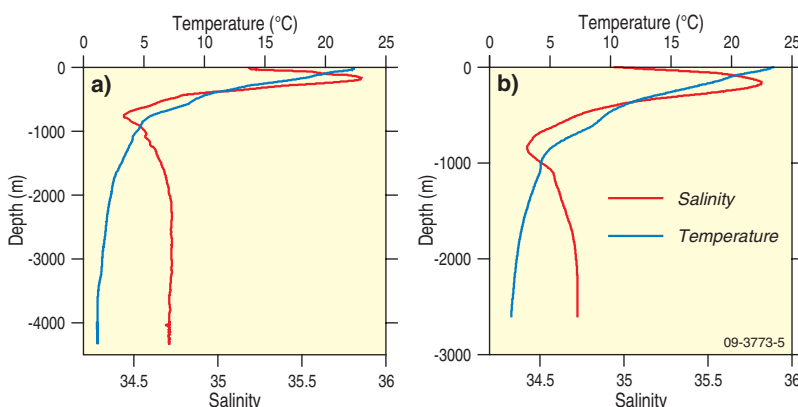 Temperature (°C)
0 5 10 15 20 25
a)
0
-1000
-2000
-3000
-4000
Depth (m)
34.5 35 35.5 36
Salinity
Temperature (°C)
0 5 10 15 20 25
b)
0
-1000
-2000
-3000
Depth (m)
Salinity
Temperature
09-3773-5
34.5 35 35.5 36
Salinity